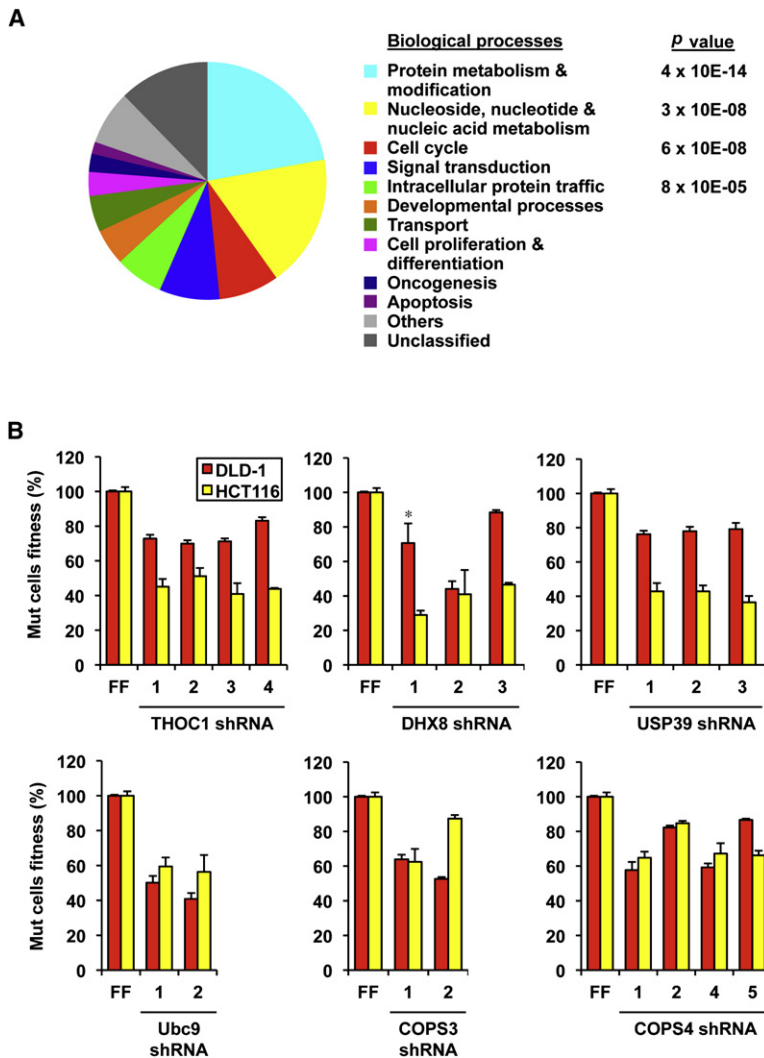 A
Biological processes p value
Protein metabolism & modification 4 x 10E-14
Nucleoside, nucleotide & nucleic acid metabolism 3 x 10E-08
Cell cycle 6 x 10E-08
Signal transduction
Intracellular protein traffic 8 x 10E-05
Developmental processes
Transport
Cell proliferation & differentiation
Oncogenesis
Apoptosis
Others
Unclassified
B
Mut cells fitness (%)
120
100
80
60
40
20
0
DLD-1
HCT116
FF 1 2 3 4
THOC1 shRNA
120
100
80
60
40
20
0
*
FF 1 2 3
DHX8 shRNA
120
100
80
60
40
20
0
FF 1 2 3
USP39 shRNA
Mut cells fitness (%)
120
100
80
60
40
20
0
FF 1 2
Ubc9
shRNA
120
100
80
60
40
20
0
FF 1 2
COPS3
shRNA
120
100
80
60
40
20
0
FF 1 2 4 5
COPS4 shRNA